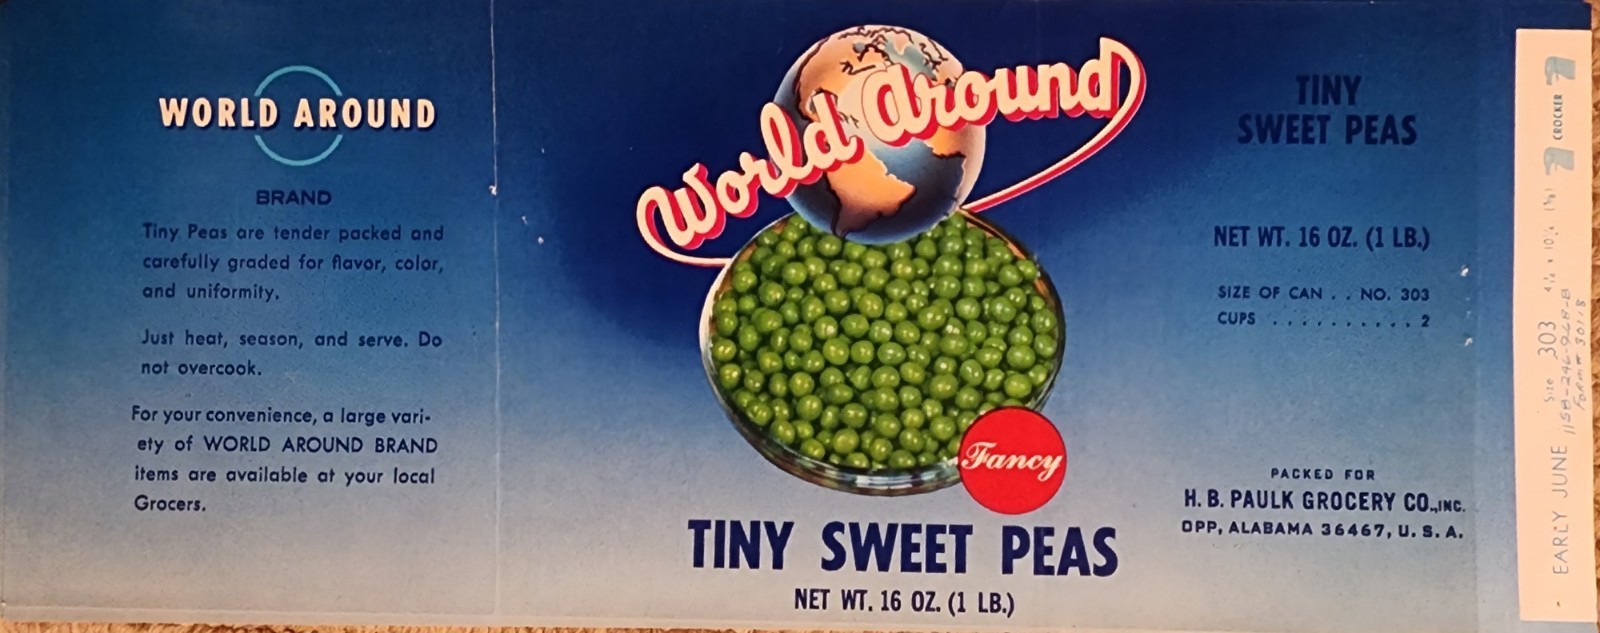 WORLD AROUND
BRAND
Tiny Peas are tender packed and
carefully graded for flavor, color,
and uniformity.
Just heat, season, and serve. Do
not overcook.
For your convenience, a large vari-
ety of WORLD AROUND BRAND
items are available at your local
Grocers.
World Around
Fancy
TINY SWEET PEAS
NET WT. 16 OZ. (1 LB.)
TINY
SWEET PEAS
NET WT. 16 OZ. (1 LB.)
SIZE OF CAN . . NO. 303
CUPS . . . . . . . . . . 2
PACKED FOR
H. B. PAULK GROCERY CO., INC.
OPP, ALABAMA 36467, U. S. A.
CROCKER
EARLY JUNE Size 303